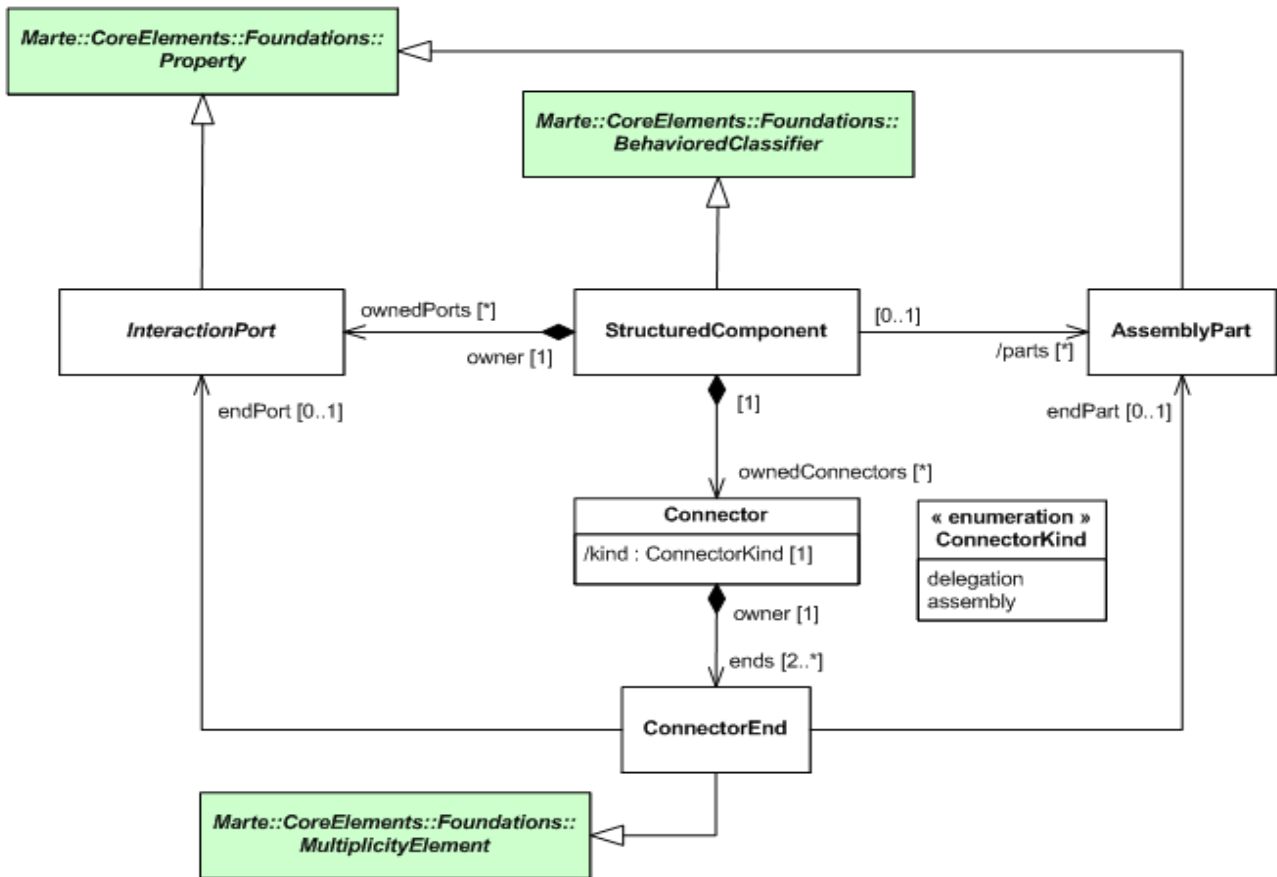 Marte::CoreElements::Foundations::
Property
Marte::CoreElements::Foundations::
BehavioredClassifier
InteractionPort
ownedPorts [*]
owner [1]
StructuredComponent
[0..1]
/parts [*]
AssemblyPart
endPort [0..1]
[1]
endPart [0..1]
ownedConnectors [*]
Connector
/kind : ConnectorKind [1]
« enumeration »
ConnectorKind
delegation
assembly
owner [1]
ends [2..*]
ConnectorEnd
Marte::CoreElements::Foundations::
MultiplicityElement